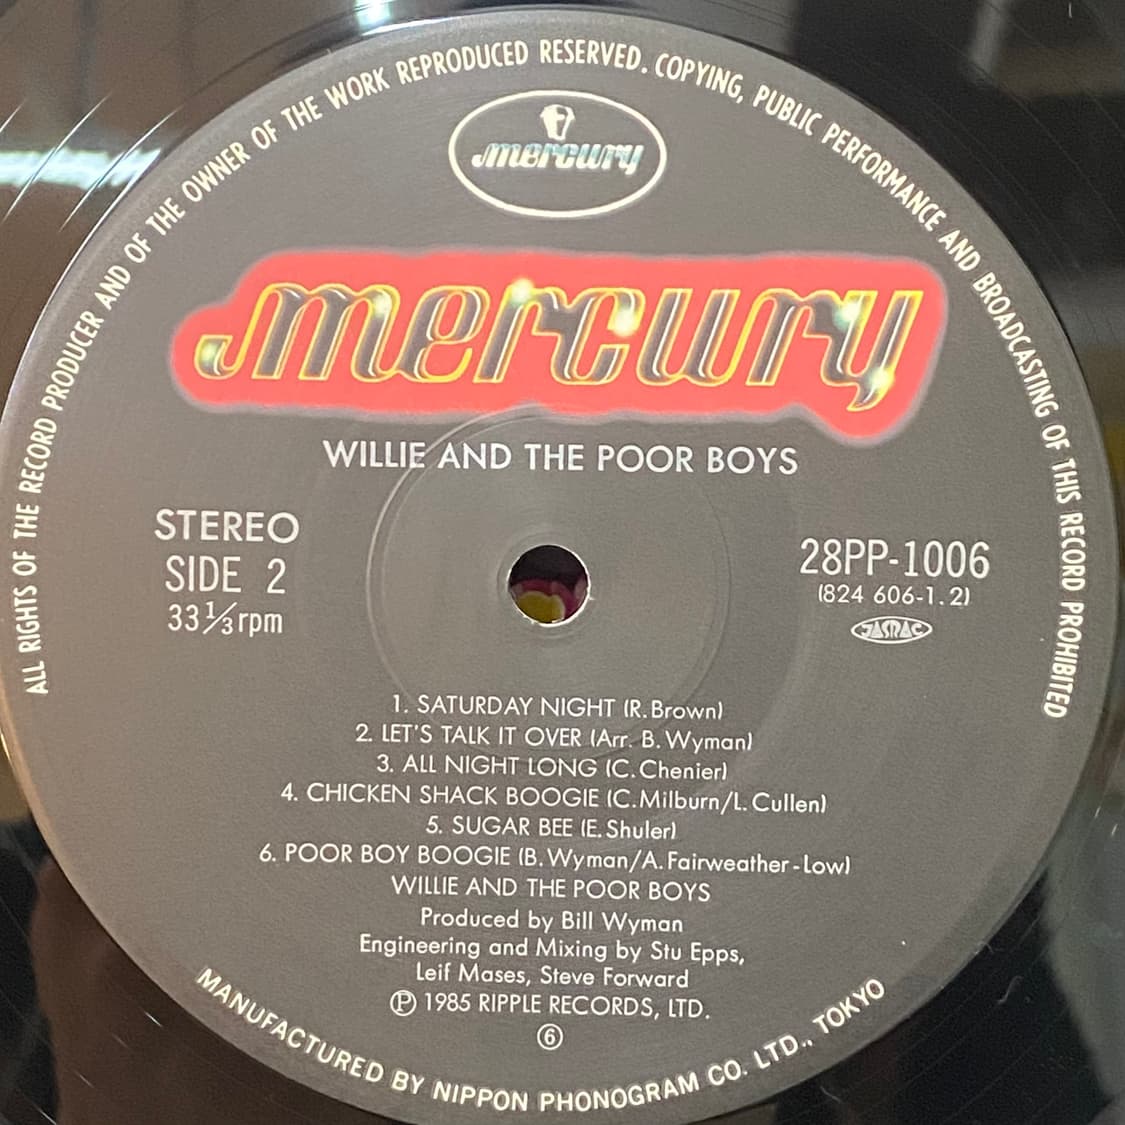 ALL RIGHTS OF THE RECORD PRODUCER AND OF THE OWNER OF THE WORK REPRODUCED RESERVED. COPYING, PUBLIC PERFORMANCE AND BROADCASTING OF THIS RECORD PROHIBITED
mercury
mercury
WILLIE AND THE POOR BOYS
STEREO
SIDE 2
33 1/3 rpm
28PP-1006
(824 606-1.2)
JASRAC
1. SATURDAY NIGHT (R. Brown)
2. LET'S TALK IT OVER (Arr. B. Wyman)
3. ALL NIGHT LONG (C. Chenier)
4. CHICKEN SHACK BOOGIE (C. Milburn/L. Cullen)
5. SUGAR BEE (E. Shuler)
6. POOR BOY BOOGIE (B. Wyman/A. Fairweather-Low)
WILLIE AND THE POOR BOYS
Produced by Bill Wyman
Engineering and Mixing by Stu Epps,
Leif Mases, Steve Forward
Ⓟ 1985 RIPPLE RECORDS, LTD.
⑥
MANUFACTURED BY NIPPON PHONOGRAM CO. LTD., TOKYO